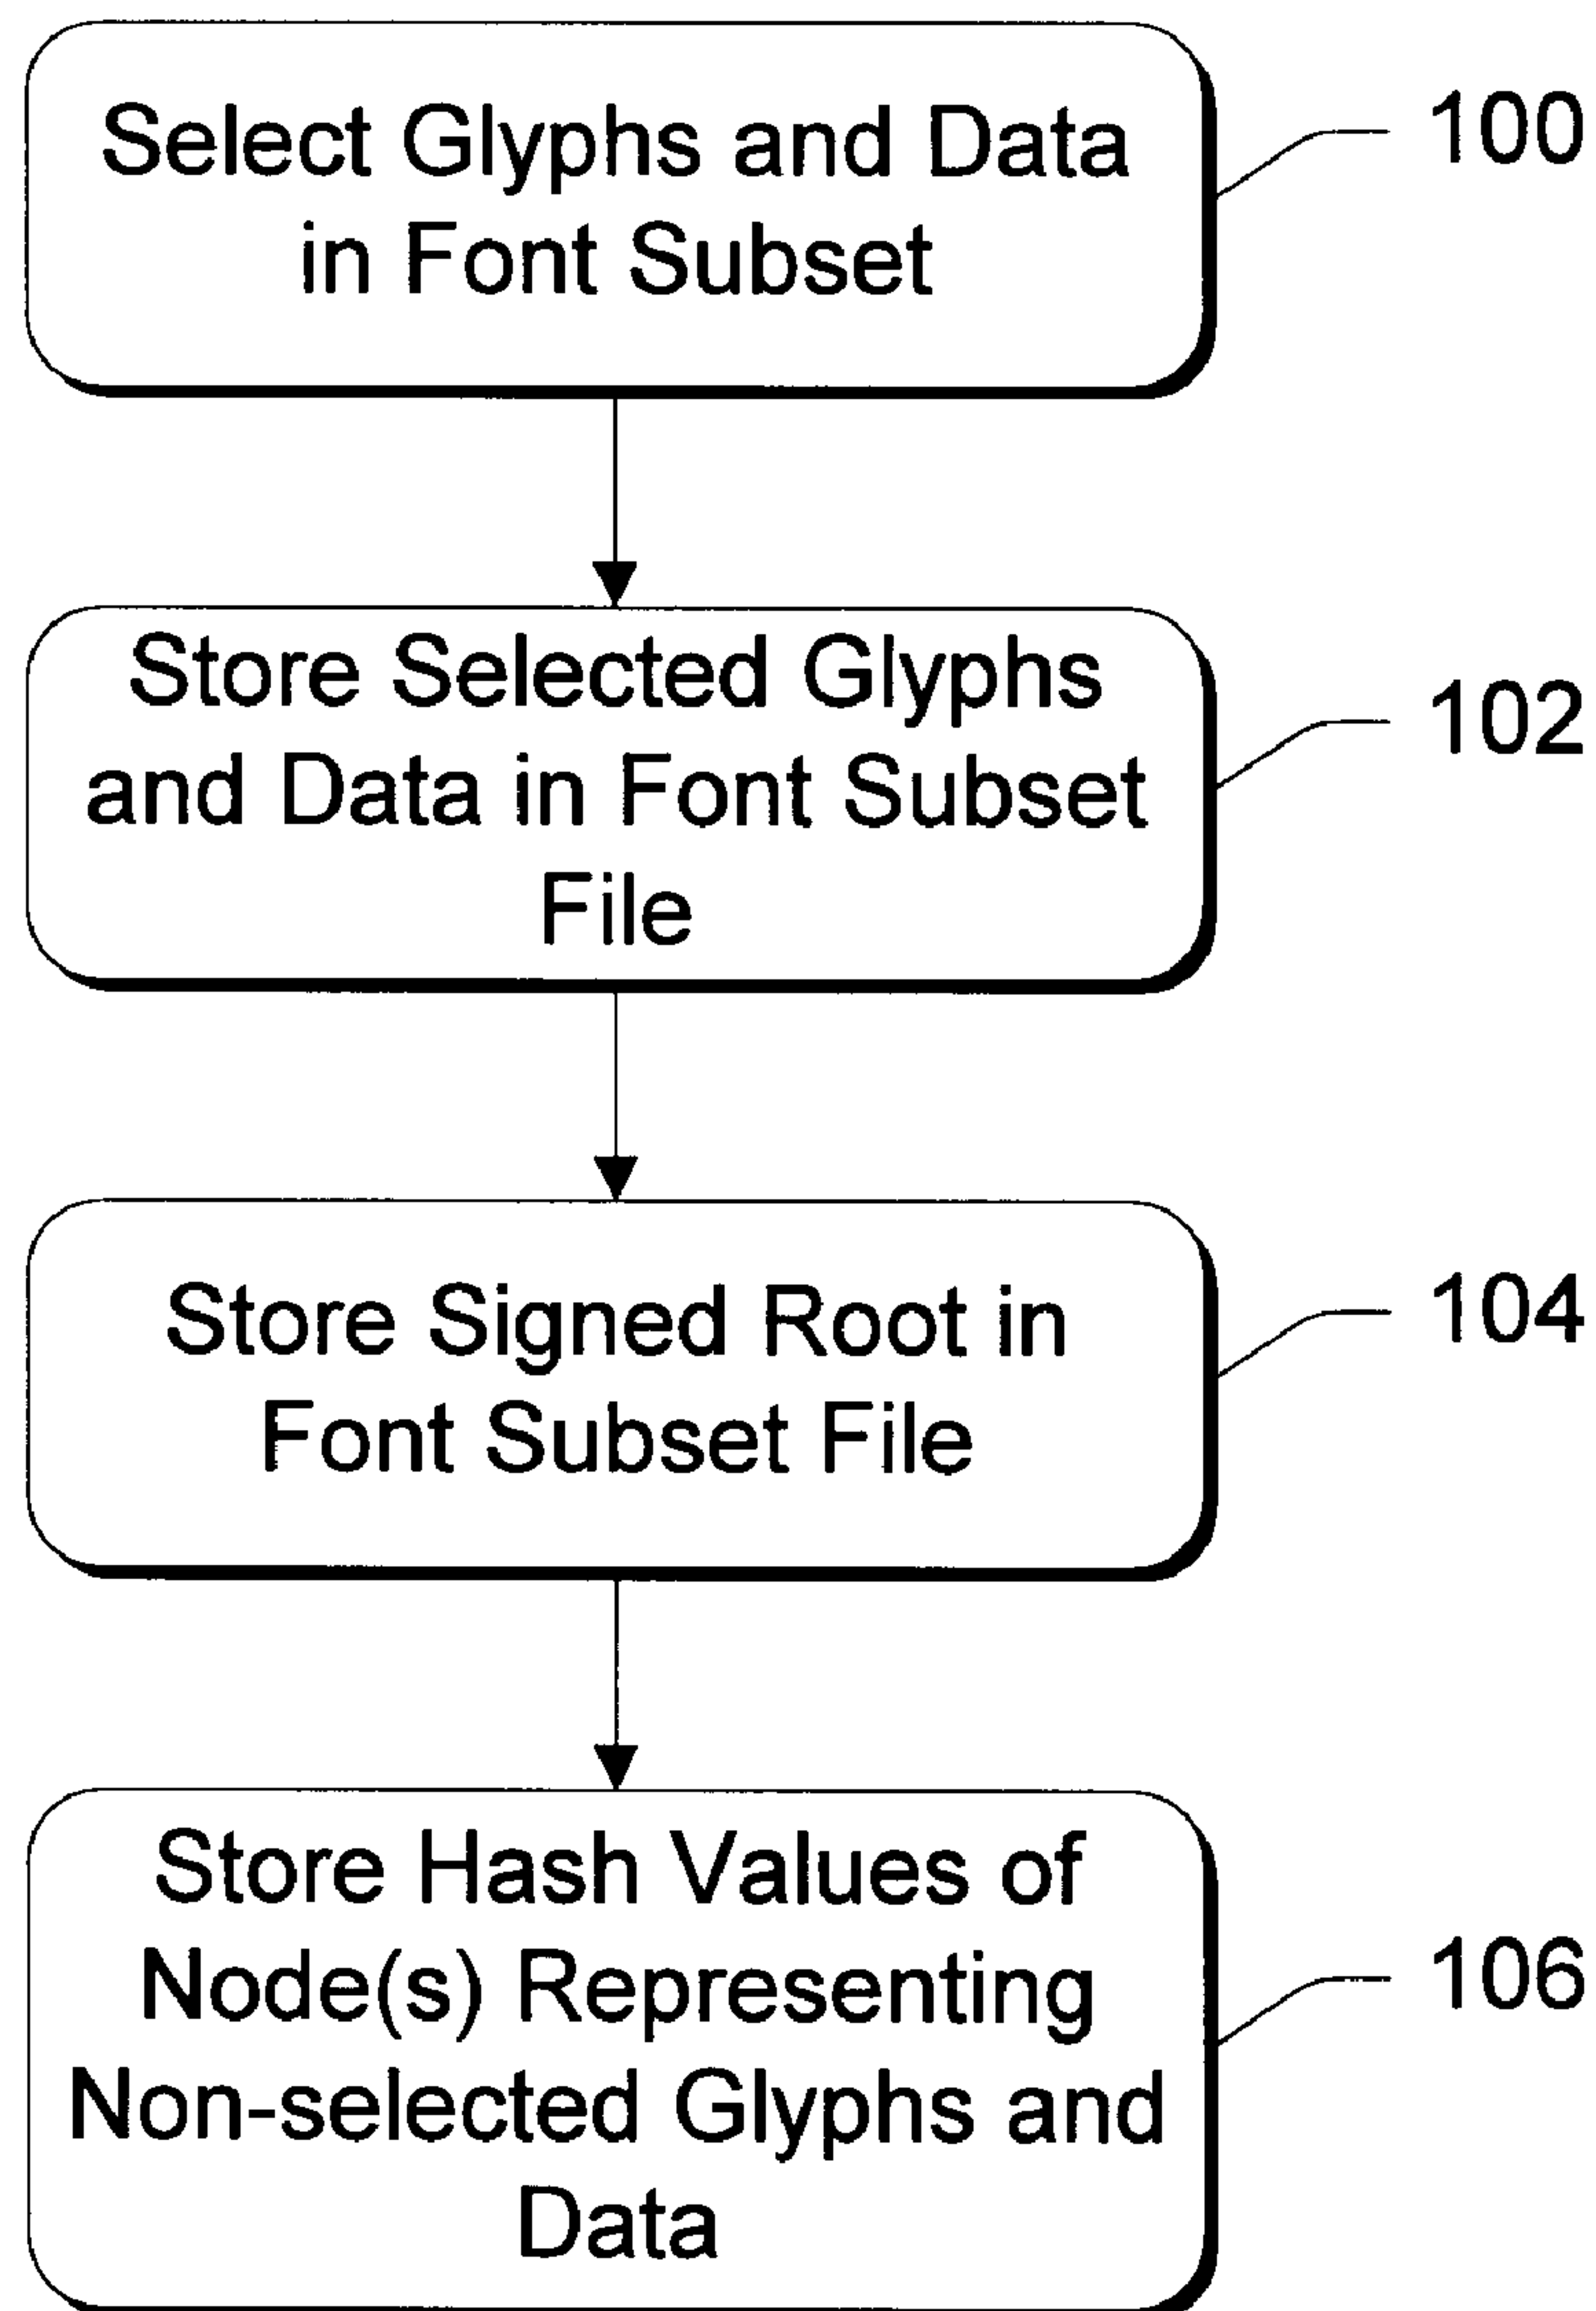 Select Glyphs and Data
in Font Subset
100
Store Selected Glyphs
and Data in Font Subset
File
102
Store Signed Root in
Font Subset File
104
Store Hash Values of
Node(s) Representing
Non-selected Glyphs and
Data
106